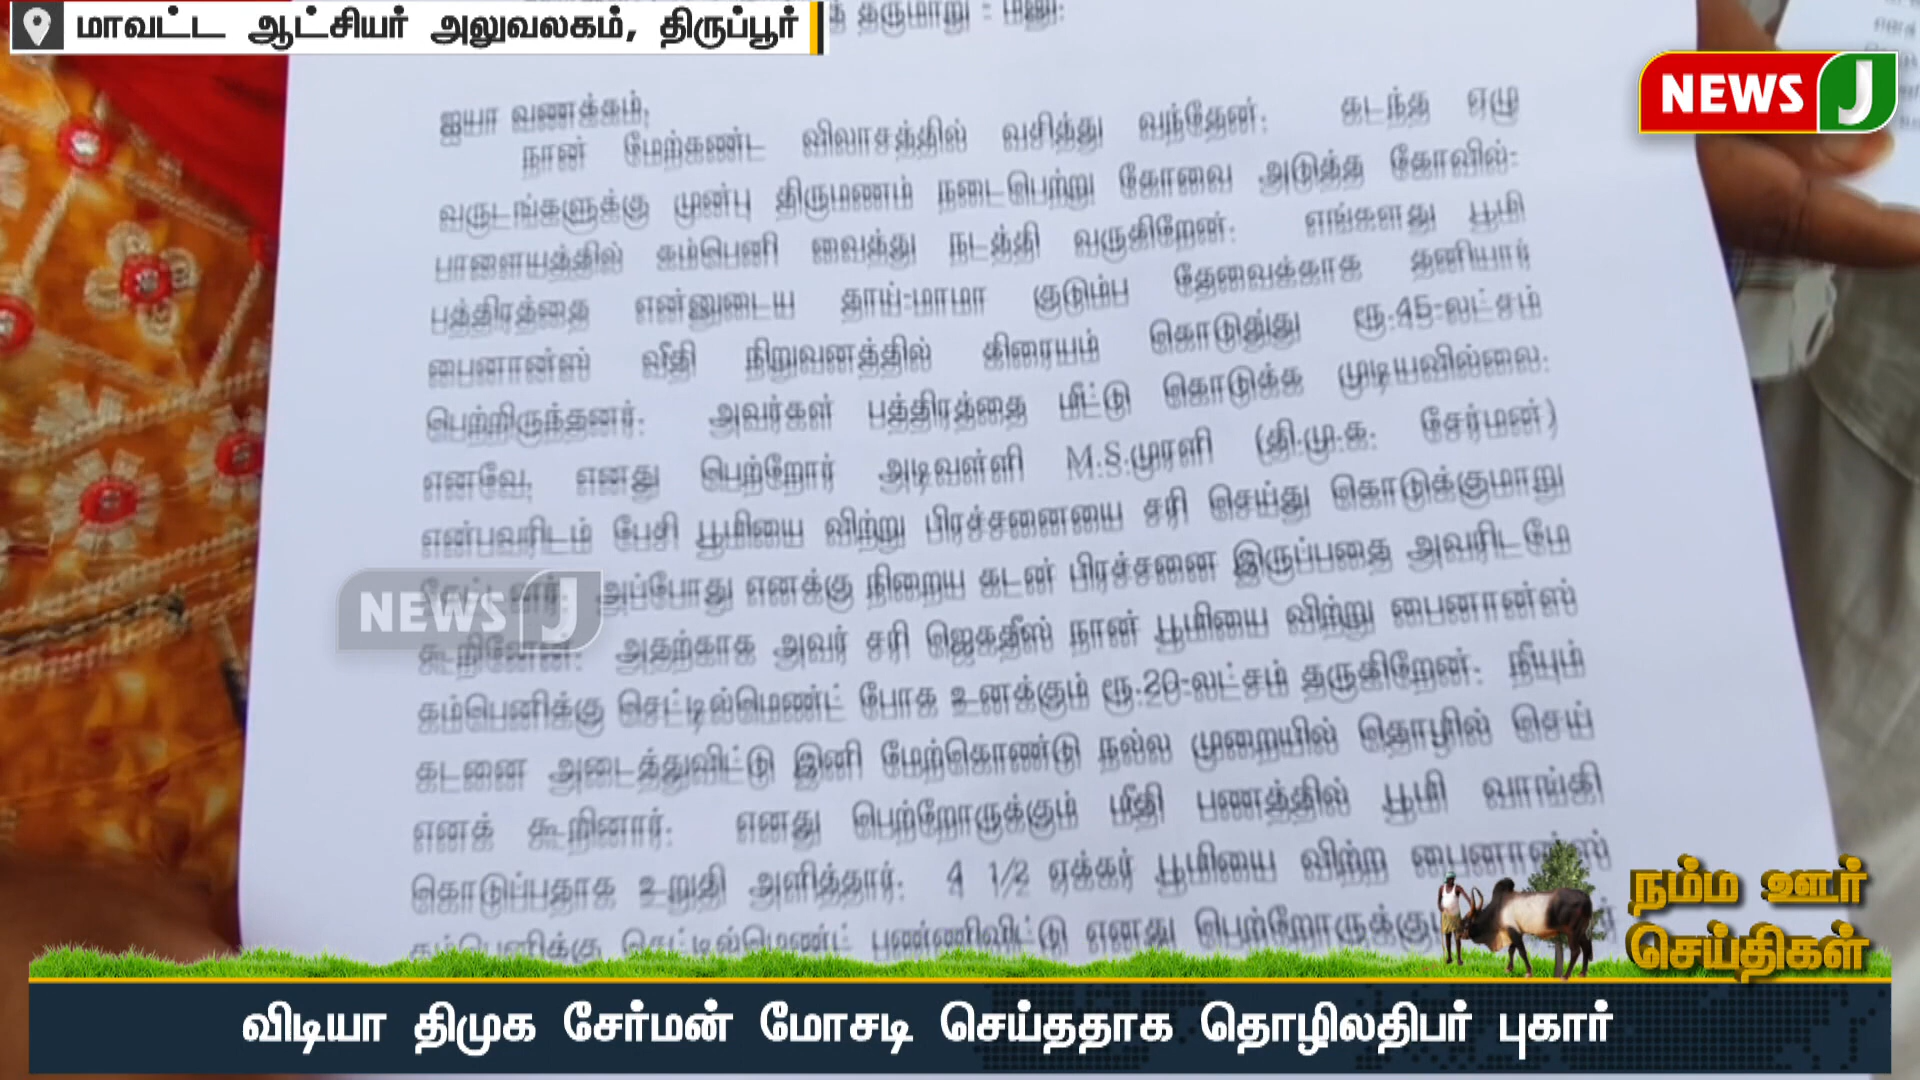 மாவட்ட ஆட்சியர் அலுவலகம், திருப்பூர்
தருமாறு : மனு:
NEWS J
ஐயா வணக்கம்,
நான் மேற்கண்ட விலாசத்தில் வசித்து வந்தேன். கடந்த ஏழு
வருடங்களுக்கு முன்பு திருமணம் நடைபெற்று கோவை அடுத்த கோவில்-
பாளையத்தில் கம்பெனி வைத்து நடத்தி வருகிறேன். எங்களது பூமி
பத்திரத்தை என்னுடைய தாய்-மாமா குடும்ப தேவைக்காக தனியார்
பைனான்ஸ் வீதி நிறுவனத்தில் கிரையம் கொடுத்து ரூ.45-லட்சம்
பெற்றிருந்தனர். அவர்கள் பத்திரத்தை மீட்டு கொடுக்க முடியவில்லை.
எனவே, எனது பெற்றோர் அடிவள்ளி M.S.முரளி (தி.மு.க. சேர்மன்)
என்பவரிடம் பேசி பூமியை விற்று பிரச்சனையை சரி செய்து கொடுக்குமாறு
அப்போது எனக்கு நிறைய கடன் பிரச்சனை இருப்பதை அவரிடமே
NEWS J
கூறினேன். அதற்காக அவர் சரி ஜெகதீஸ் நான் பூமியை விற்று பைனான்ஸ்
கம்பெனிக்கு செட்டில்மெண்ட் போக உனக்கும் ரூ.20-லட்சம் தருகிறேன். நீயும்
கடனை அடைத்துவிட்டு இனி மேற்கொண்டு நல்ல முறையில் தொழில் செய்
எனக் கூறினார். எனது பெற்றோருக்கும் மீதி பணத்தில் பூமி வாங்கி
கொடுப்பதாக உறுதி அளித்தார். 4 1/2 ஏக்கர் பூமியை விற்ற பைனான்ஸ்
கம்பெனிக்கு செட்டில்மெண்ட் பண்ணிவிட்டு எனது பெற்றோருக்கு
நம்ம ஊர்
செய்திகள்
விடியா திமுக சேர்மன் மோசடி செய்ததாக தொழிலதிபர் புகார்